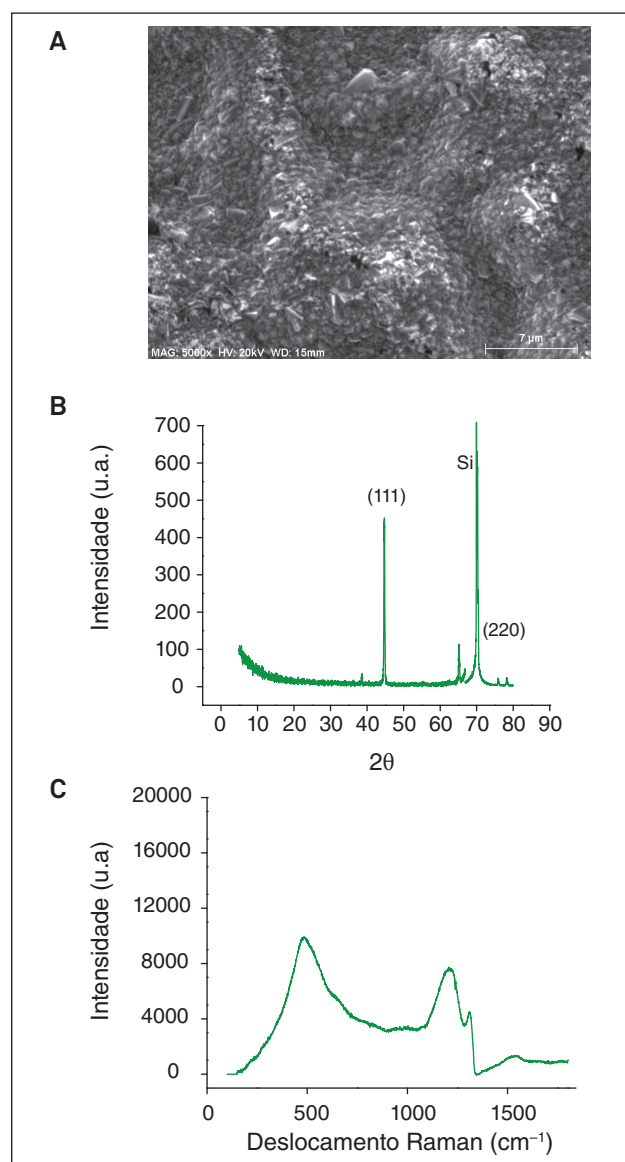 A
MAG: 5000x HV: 20kV WD: 15mm
7 µm
B
Intensidade (u.a.)
700
600
500
400
300
200
100
0
(111)
Si
(220)
0 10 20 30 40 50 60 70 80 90
2θ
C
Intensidade (u.a)
20000
16000
12000
8000
4000
0
0 500 1000 1500
Deslocamento Raman (cm⁻¹)